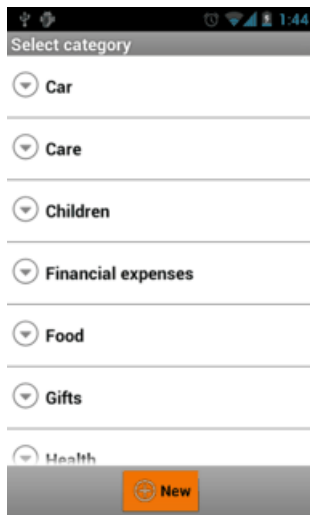 1:44
Select category
Car
Care
Children
Financial expenses
Food
Gifts
Health
New